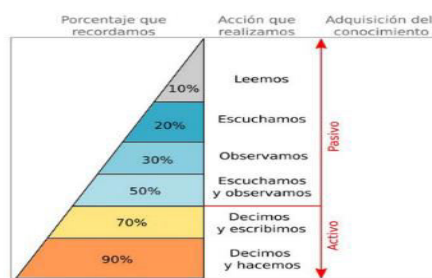 Porcentaje que
recordamos
Acción que
realizamos
Adquisición del
conocimiento
10%
Leemos
20%
Escuchamos
30%
Observamos
50%
Escuchamos
y observamos
70%
Decimos
y escribimos
90%
Decimos
y hacemos
Pasivo
Activo